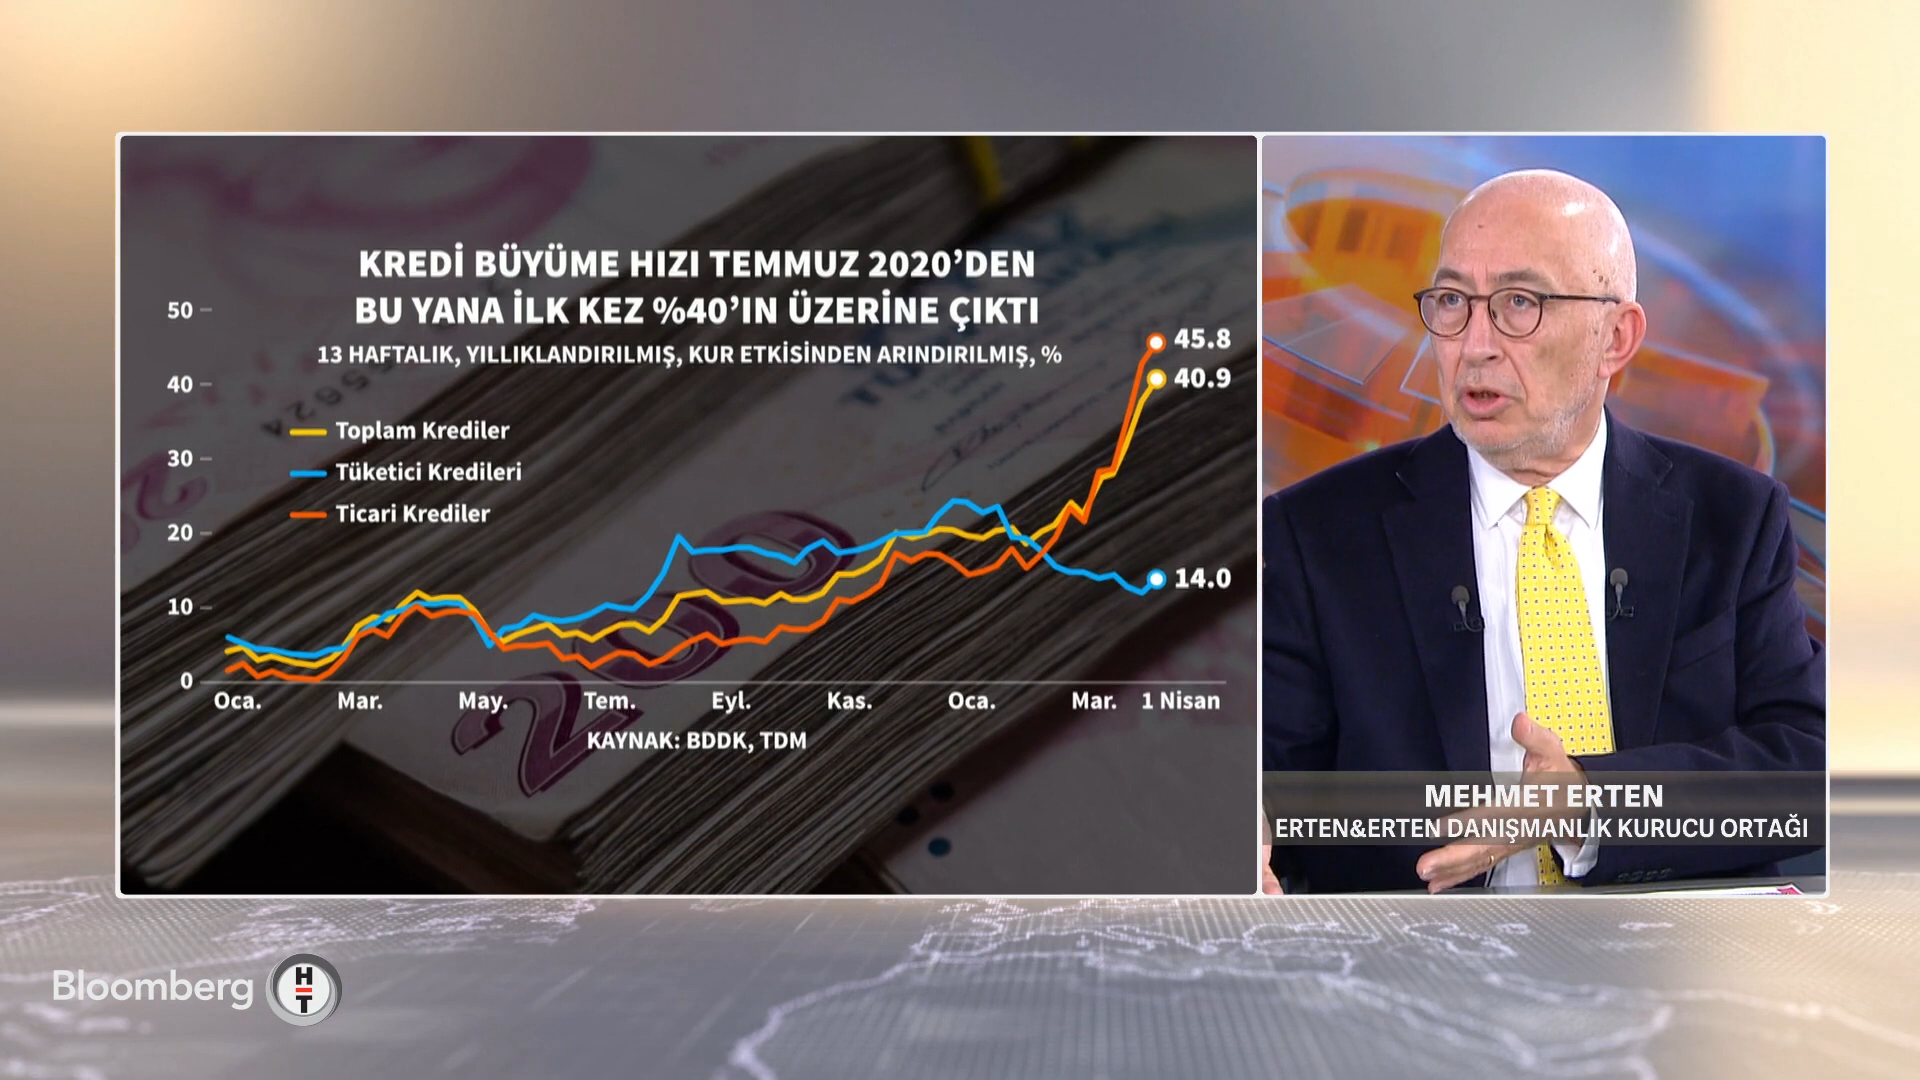 KREDİ BÜYÜME HIZI TEMMUZ 2020’DEN
BU YANA İLK KEZ %40’IN ÜZERİNE ÇIKTI
13 HAFTALIK, YILLIKLANDIRILMIŞ, KUR ETKİSİNDEN ARINDIRILMIŞ, %
50
40
30
20
10
0
Toplam Krediler
Tüketici Kredileri
Ticari Krediler
45.8
40.9
14.0
Oca. Mar. May. Tem. Eyl. Kas. Oca. Mar. 1 Nisan
KAYNAK: BDDK, TDM
200
MEHMET ERTEN
ERTEN&ERTEN DANIŞMANLIK KURUCU ORTAĞI
Bloomberg HT